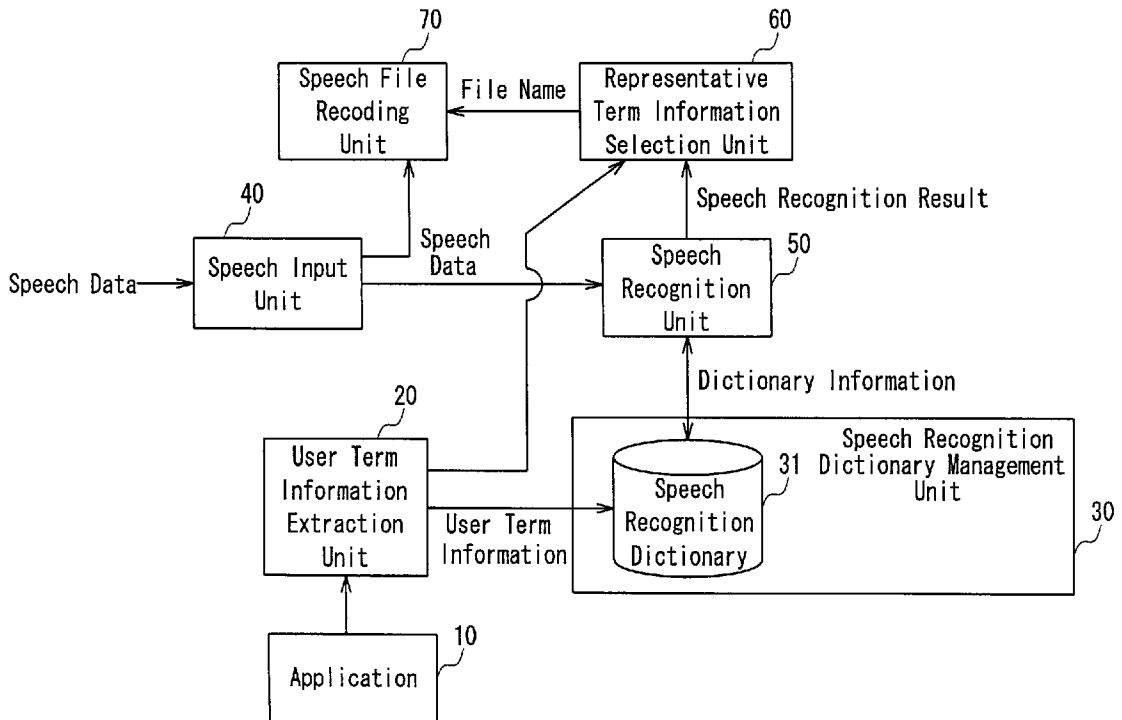 70
Speech File
Recoding
Unit
File Name
60
Representative
Term Information
Selection Unit
40
Speech Data
Speech Input
Unit
Speech
Data
Speech Recognition Result
50
Speech
Recognition
Unit
Dictionary Information
20
User Term
Information
Extraction
Unit
User Term
Information
Speech Recognition
Dictionary Management
Unit
31
Speech
Recognition
Dictionary
30
10
Application